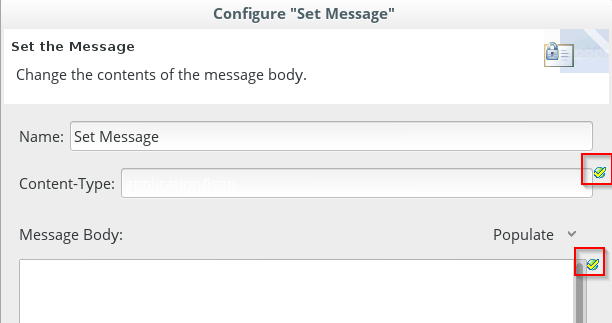 Configure "Set Message"
Set the Message
Change the contents of the message body.
Name: Set Message
Content-Type:
Message Body: Populate